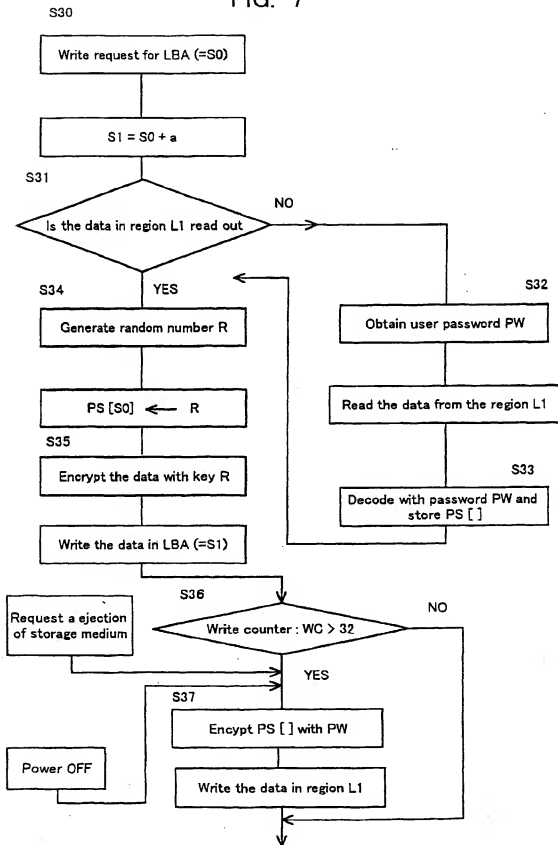 FIG. 7
S30
Write request for LBA (=S0)
S1 = S0 + a
S31
Is the data in region L1 read out
NO
YES
S34
Generate random number R
PS [S0] ← R
S35
Encrypt the data with key R
Write the data in LBA (=S1)
S32
Obtain user password PW
Read the data from the region L1
S33
Decode with password PW and
store PS [ ]
S36
Write counter : WC > 32
NO
YES
Request a ejection
of storage medium
S37
Encypt PS [ ] with PW
Power OFF
Write the data in region L1